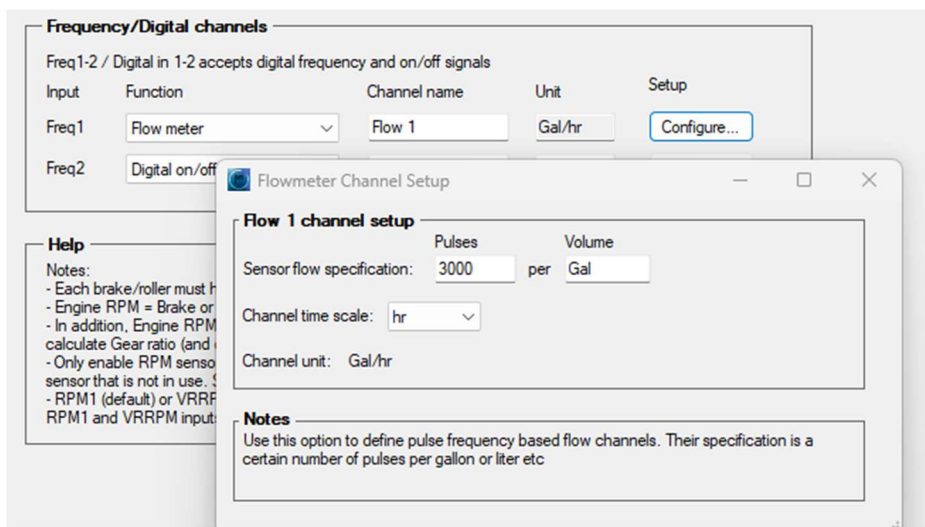 Frequency/Digital channels
Freq1-2 / Digital in 1-2 accepts digital frequency and on/off signals
Input Function Channel name Unit Setup
Freq1 Flow meter Flow 1 Gal/hr Configure...
Freq2 Digital on/off
Flowmeter Channel Setup
Flow 1 channel setup
Pulses Volume
Sensor flow specification: 3000 per Gal
Channel time scale: hr
Channel unit: Gal/hr
Notes
Use this option to define pulse frequency based flow channels. Their specification is a
certain number of pulses per gallon or liter etc
Help
Notes:
- Each brake/roller must
- Engine RPM = Brake or
- In addition, Engine RPM
calculate Gear ratio (and
- Only enable RPM senso
sensor that is not in use.
- RPM1 (default) or VRRP
RPM1 and VRRPM input